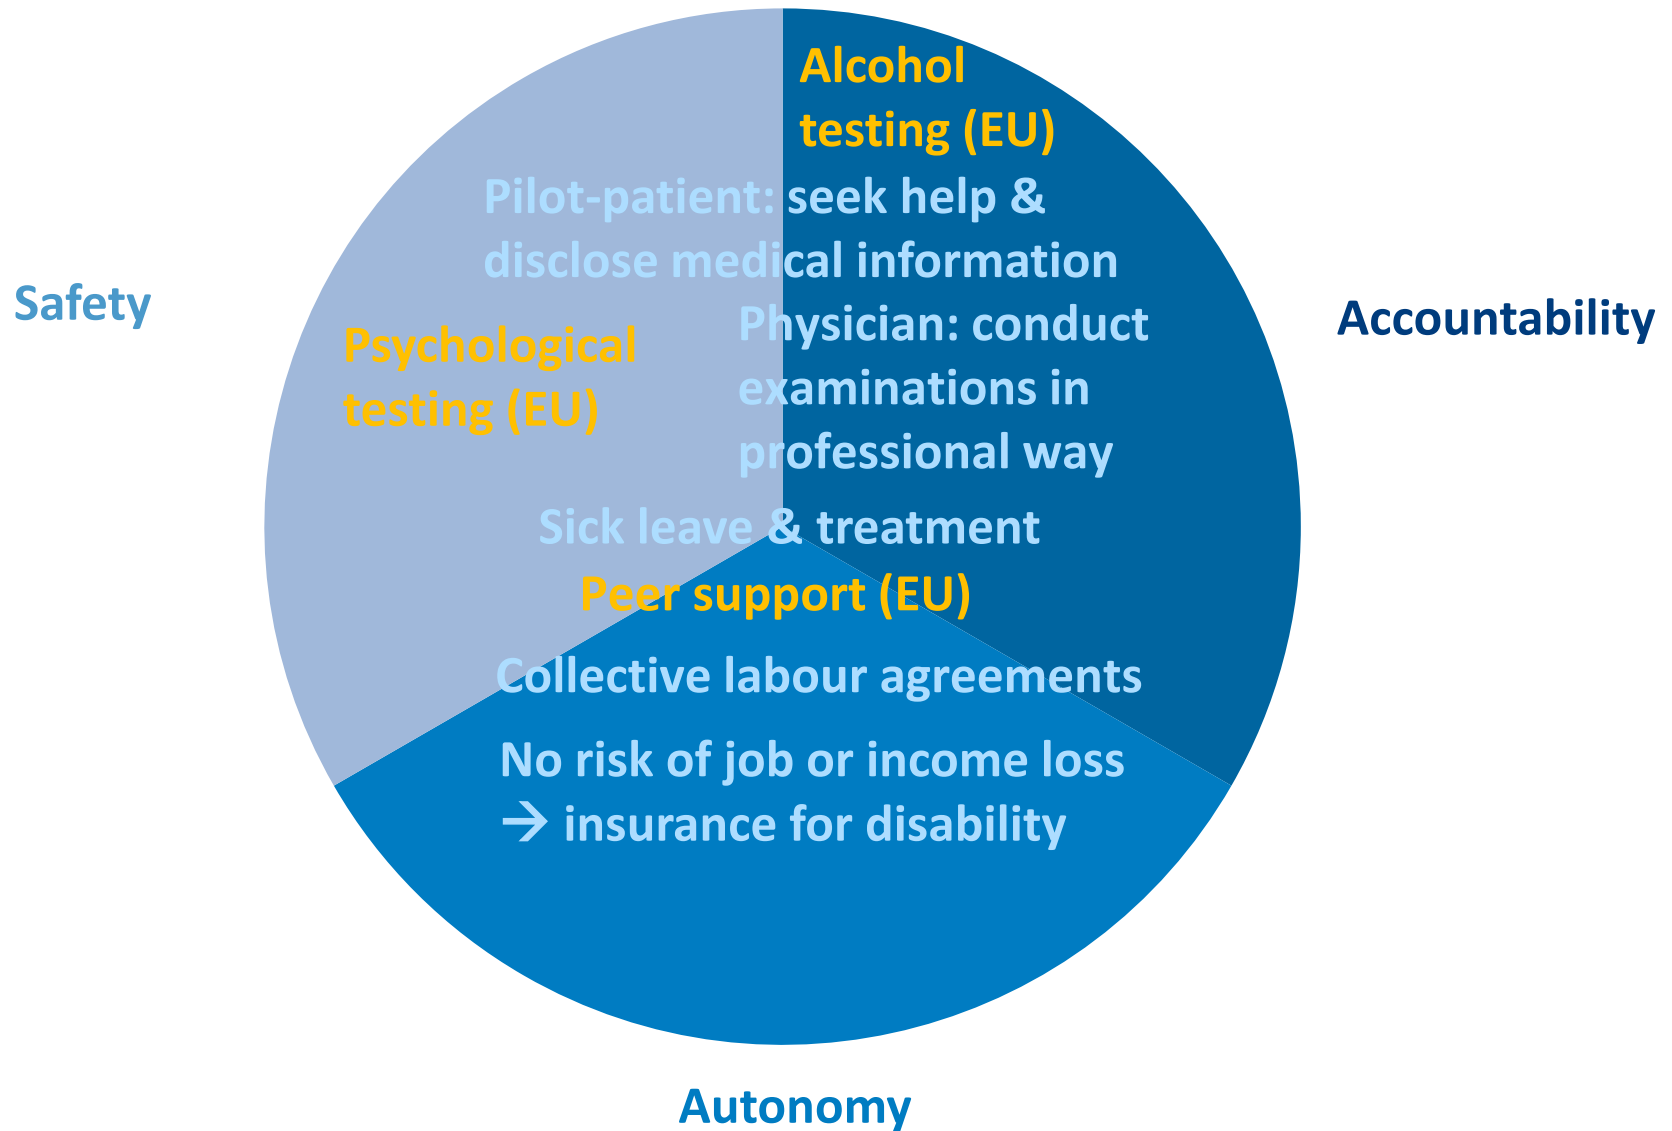 Alcohol
testing (EU)
Pilot-patient: seek help &
disclose medical information
Safety
Accountability
Physician: conduct
examinations in
professional way
Psychological
testing (EU)
Sick leave & treatment
Peer support (EU)
Collective labour agreements
No risk of job or income loss
→ insurance for disability
Autonomy